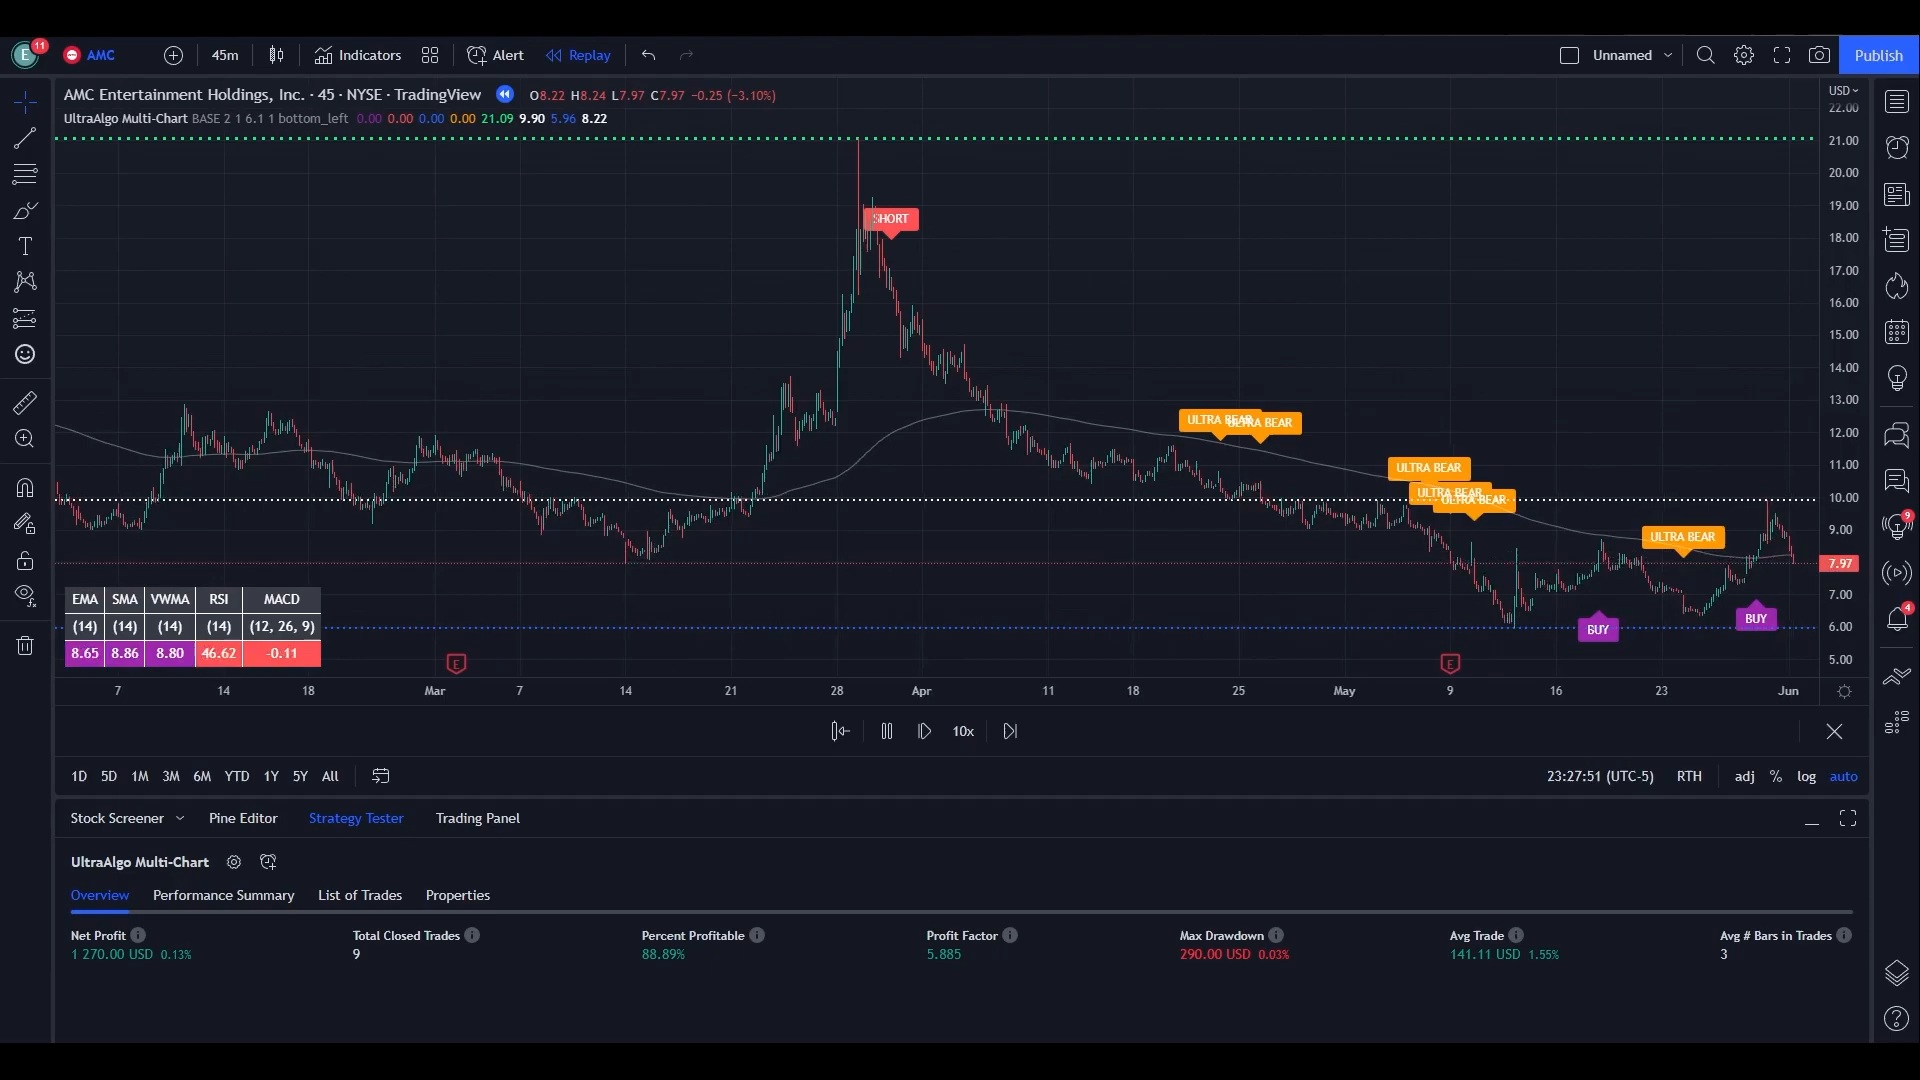 E 11 AMC 45m Indicators Alert Replay Unnamed Publish
AMC Entertainment Holdings, Inc. · 45 · NYSE · TradingView O8.22 H8.24 L7.97 C7.97 −0.25 (−3.10%)
UltraAlgo Multi-Chart BASE 2 1 6.1 1 bottom_left 0.00 0.00 0.00 0.00 21.09 9.90 5.96 8.22
USD
22.00
21.00
20.00
19.00
18.00
17.00
16.00
15.00
14.00
13.00
12.00
11.00
10.00
9.00
7.97
7.00
6.00
5.00
SHORT
ULTRA BEAR
ULTRA BEAR
ULTRA BEAR
ULTRA BEAR
ULTRA BEAR
ULTRA BEAR
BUY
BUY
EMA SMA VWMA RSI MACD
(14) (14) (14) (14) (12, 26, 9)
8.65 8.86 8.80 46.62 -0.11
E E
7 14 18 Mar 7 14 21 28 Apr 11 18 25 May 9 16 23 Jun
10x
1D 5D 1M 3M 6M YTD 1Y 5Y All 23:27:51 (UTC-5) RTH adj % log auto
Stock Screener Pine Editor Strategy Tester Trading Panel
UltraAlgo Multi-Chart
Overview Performance Summary List of Trades Properties
Net Profit Total Closed Trades Percent Profitable Profit Factor Max Drawdown Avg Trade Avg # Bars in Trades
1 270.00 USD 0.13% 9 88.89% 5.885 290.00 USD 0.03% 141.11 USD 1.55% 3
9
4